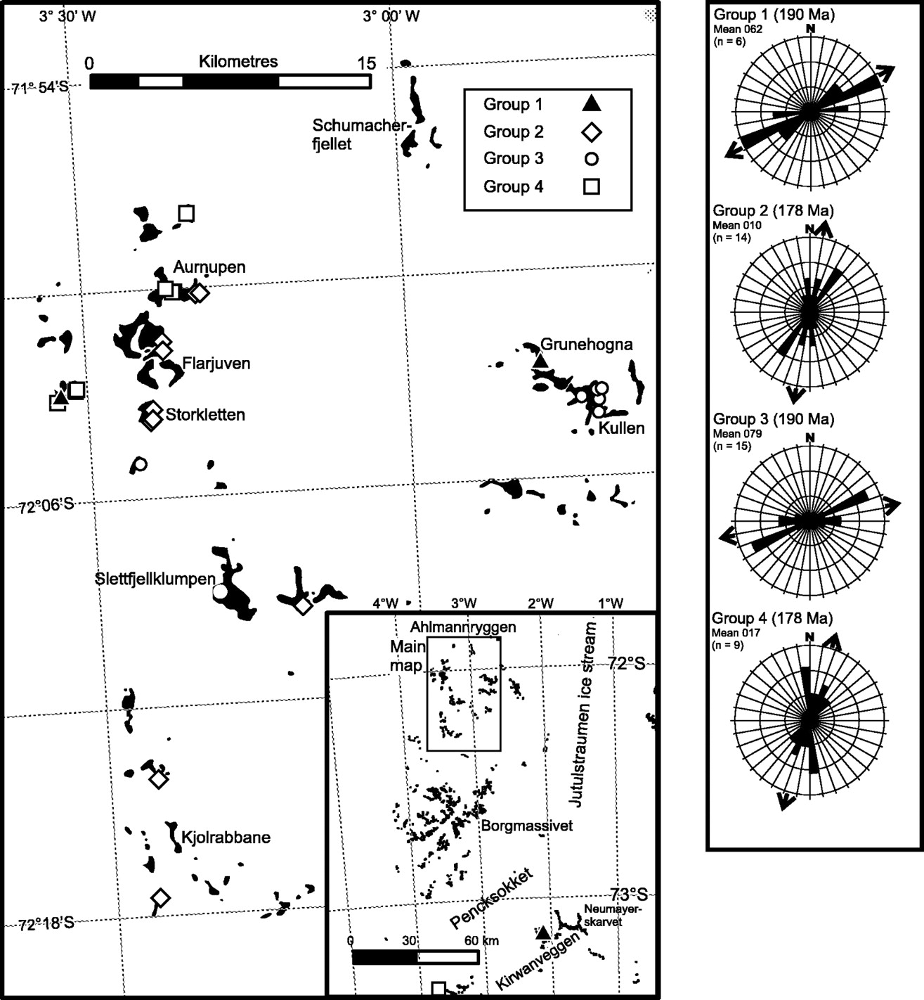 3° 30' W
3° 00' W
0
Kilometres
15
71° 54'S
Group 1
Group 2
Group 3
Group 4
Schumacher-
fjellet
Aurnupen
Flarjuven
Storkletten
Grunehogna
Kullen
72°06'S
Slettfjellklumpen
Kjolrabbane
72°18'S
4°W
3°W
2°W
1°W
Ahlmannryggen
Main
map
72°S
Jutulstraumen ice stream
Borgmassivet
Pencksokket
73°S
Neumayer-
skarvet
Kirwanveggen
0
30
60 km
Group 1 (190 Ma)
Mean 062
(n = 6)
N
Group 2 (178 Ma)
Mean 010
(n = 14)
N
Group 3 (190 Ma)
Mean 079
(n = 15)
N
Group 4 (178 Ma)
Mean 017
(n = 9)
N